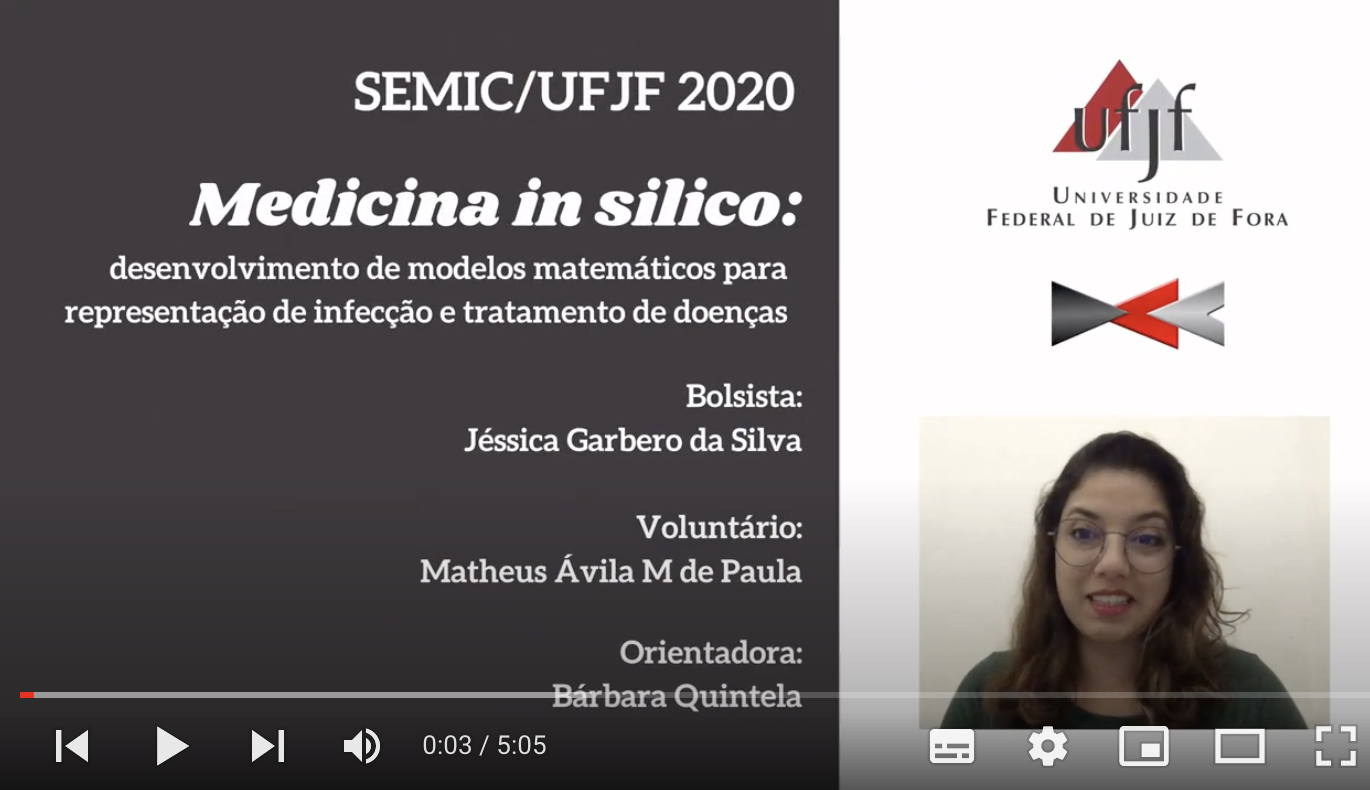 SEMIC/UFJF 2020
Medicina in silico:
desenvolvimento de modelos matemáticos para
representação de infecção e tratamento de doenças
Bolsista:
Jéssica Garbero da Silva
Voluntário:
Matheus Ávila M de Paula
Orientadora:
Bárbara Quintela
ufjf
UNIVERSIDADE
FEDERAL DE JUIZ DE FORA
0:03 / 5:05